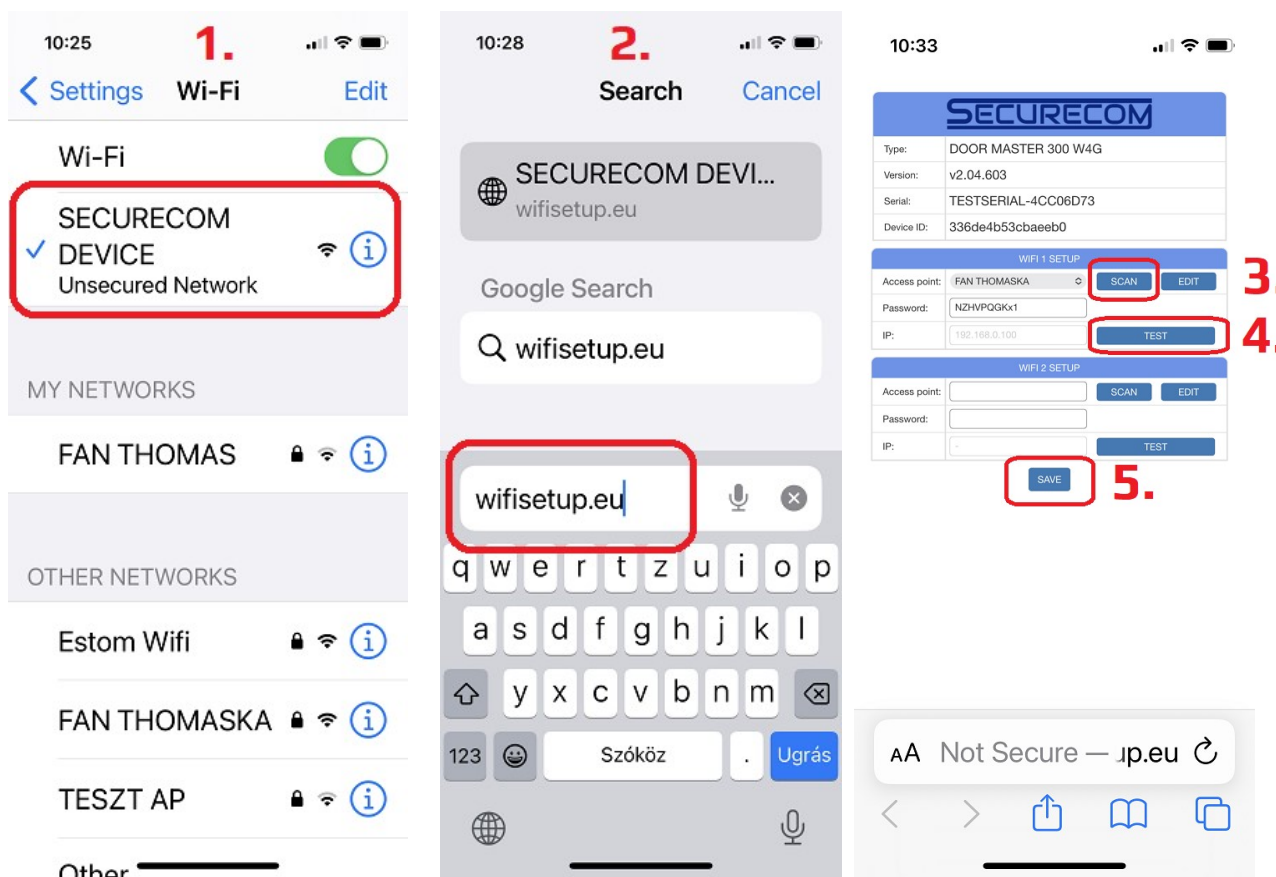 10:25
1.
Settings
Wi-Fi
Edit
Wi-Fi
SECURECOM
DEVICE
Unsecured Network
MY NETWORKS
FAN THOMAS
OTHER NETWORKS
Estom Wifi
FAN THOMASKA
TESZT AP
Other
10:28
2.
Search
Cancel
SECURECOM DEVI...
wifisetup.eu
Google Search
wifisetup.eu
wifisetup.eu
q w e r t z u i o p
a s d f g h j k l
y x c v b n m
123
Szóköz
.
Ugrás
10:33
SECURECOM
Type: DOOR MASTER 300 W4G
Version: v2.04.603
Serial: TESTSERIAL-4CC06D73
Device ID: 336de4b53cbaeeb0
WIFI 1 SETUP
Access point: FAN THOMASKA SCAN EDIT
3.
Password: NZHVPQGKx1
IP: 192.168.0.100 TEST
4.
WIFI 2 SETUP
Access point: SCAN EDIT
Password:
IP: - TEST
SAVE
5.
AA Not Secure — up.eu